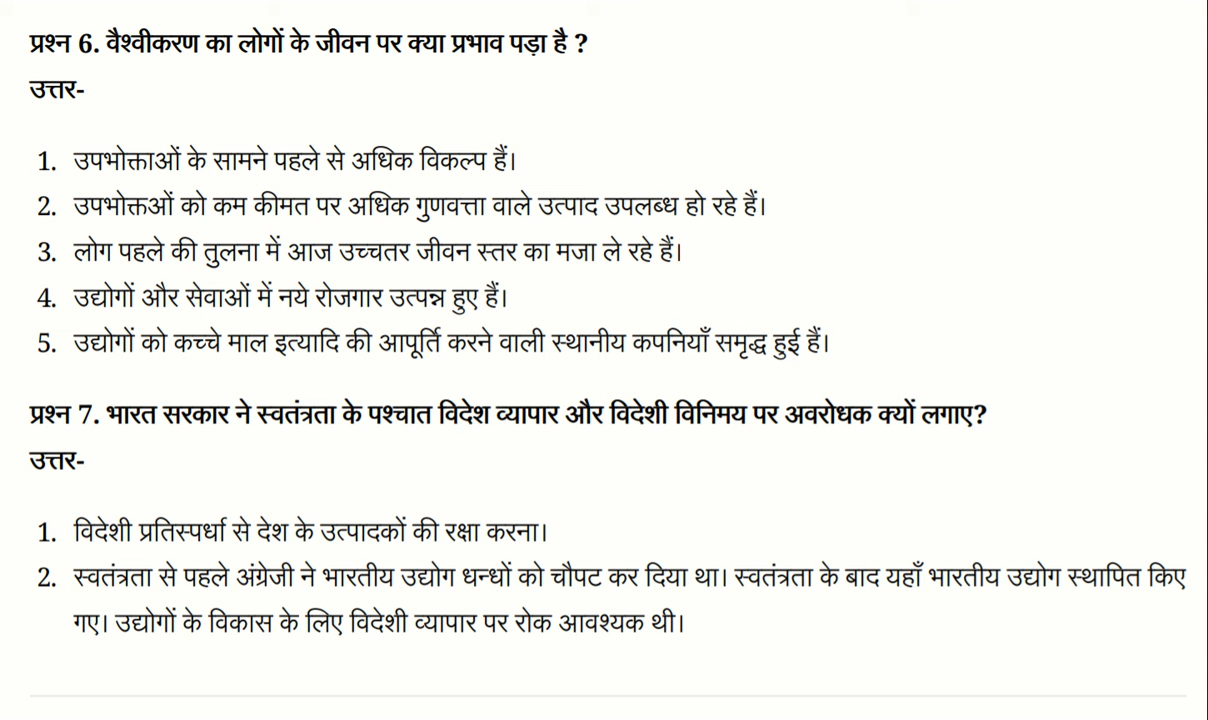 प्रश्न 6. वैश्वीकरण का लोगों के जीवन पर क्या प्रभाव पड़ा है ?
उत्तर-
1. उपभोक्ताओं के सामने पहले से अधिक विकल्प हैं।
2. उपभोक्तओं को कम कीमत पर अधिक गुणवत्ता वाले उत्पाद उपलब्ध हो रहे हैं।
3. लोग पहले की तुलना में आज उच्चतर जीवन स्तर का मजा ले रहे हैं।
4. उद्योगों और सेवाओं में नये रोजगार उत्पन्न हुए हैं।
5. उद्योगों को कच्चे माल इत्यादि की आपूर्ति करने वाली स्थानीय कपनियाँ समृद्ध हुई हैं।
प्रश्न 7. भारत सरकार ने स्वतंत्रता के पश्चात विदेश व्यापार और विदेशी विनिमय पर अवरोधक क्यों लगाए?
उत्तर-
1. विदेशी प्रतिस्पर्धा से देश के उत्पादकों की रक्षा करना।
2. स्वतंत्रता से पहले अंग्रेजी ने भारतीय उद्योग धन्धों को चौपट कर दिया था। स्वतंत्रता के बाद यहाँ भारतीय उद्योग स्थापित किए
गए। उद्योगों के विकास के लिए विदेशी व्यापार पर रोक आवश्यक थी।